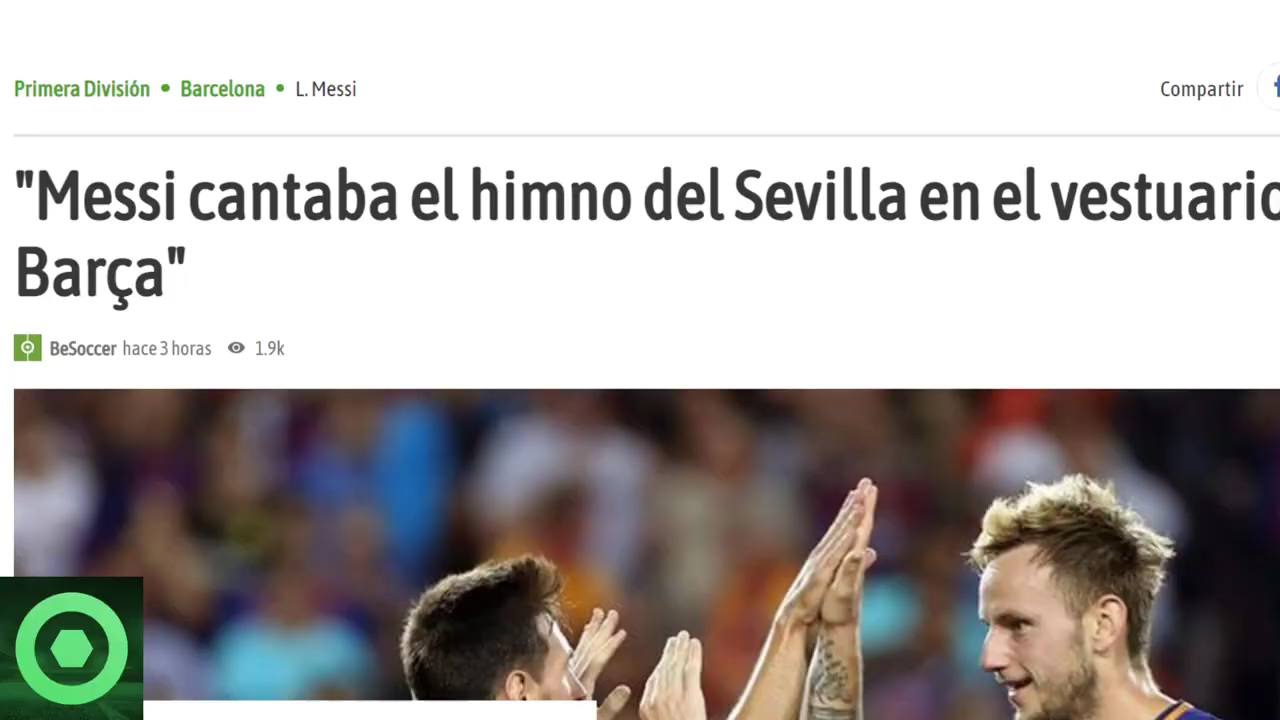 Primera División • Barcelona • L. Messi
Compartir
"Messi cantaba el himno del Sevilla en el vestuario
Barça"
BeSoccer hace 3 horas 1.9k